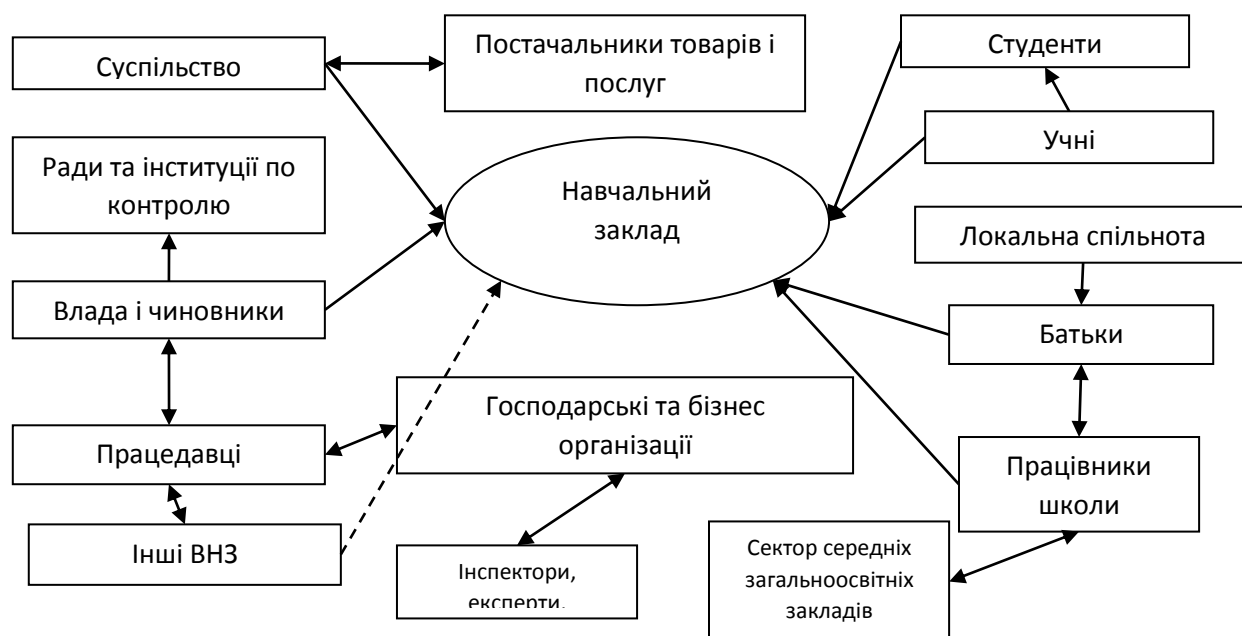 Суспільство
Постачальники товарів і
послуг
Студенти
Учні
Ради та інституції по
контролю
Навчальний
заклад
Локальна спільнота
Влада і чиновники
Батьки
Господарські та бізнес
організації
Працедавці
Працівники
школи
Інші ВНЗ
Інспектори,
експерти.
Сектор середніх
загальноосвітніх
закладів